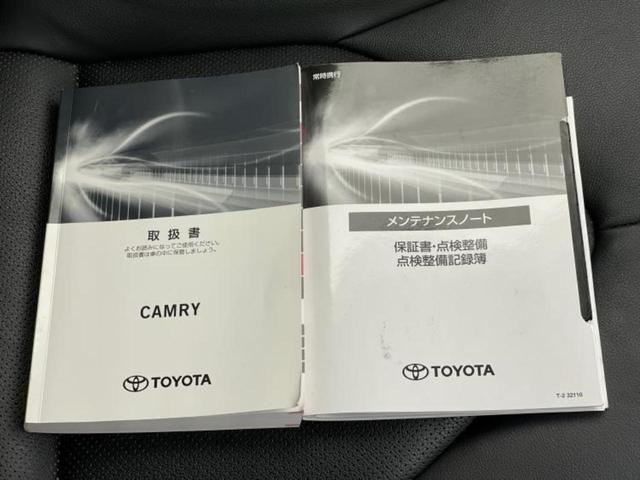 取扱書
よくお読みになってご使用ください。
取扱書は車の中に保管しましょう。
CAMRY
TOYOTA
常時携行
メンテナンスノート
保証書・点検整備
点検整備記録簿
TOYOTA
T-2 32110